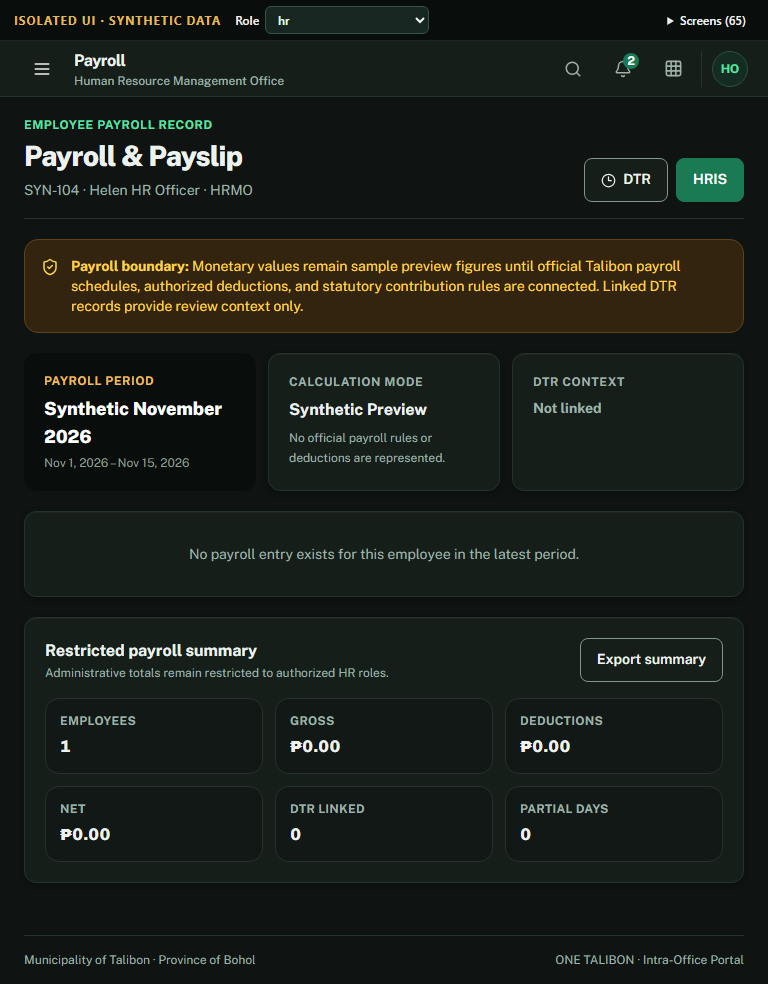 ISOLATED UI · SYNTHETIC DATA Role hr Screens (65)
Payroll
Human Resource Management Office
2
HO
EMPLOYEE PAYROLL RECORD
Payroll & Payslip
SYN-104 · Helen HR Officer · HRMO
DTR
HRIS
Payroll boundary: Monetary values remain sample preview figures until official Talibon payroll
schedules, authorized deductions, and statutory contribution rules are connected. Linked DTR
records provide review context only.
PAYROLL PERIOD
Synthetic November
2026
Nov 1, 2026 – Nov 15, 2026
CALCULATION MODE
Synthetic Preview
No official payroll rules or
deductions are represented.
DTR CONTEXT
Not linked
No payroll entry exists for this employee in the latest period.
Restricted payroll summary
Administrative totals remain restricted to authorized HR roles.
Export summary
EMPLOYEES
1
GROSS
₱0.00
DEDUCTIONS
₱0.00
NET
₱0.00
DTR LINKED
0
PARTIAL DAYS
0
Municipality of Talibon · Province of Bohol
ONE TALIBON · Intra-Office Portal